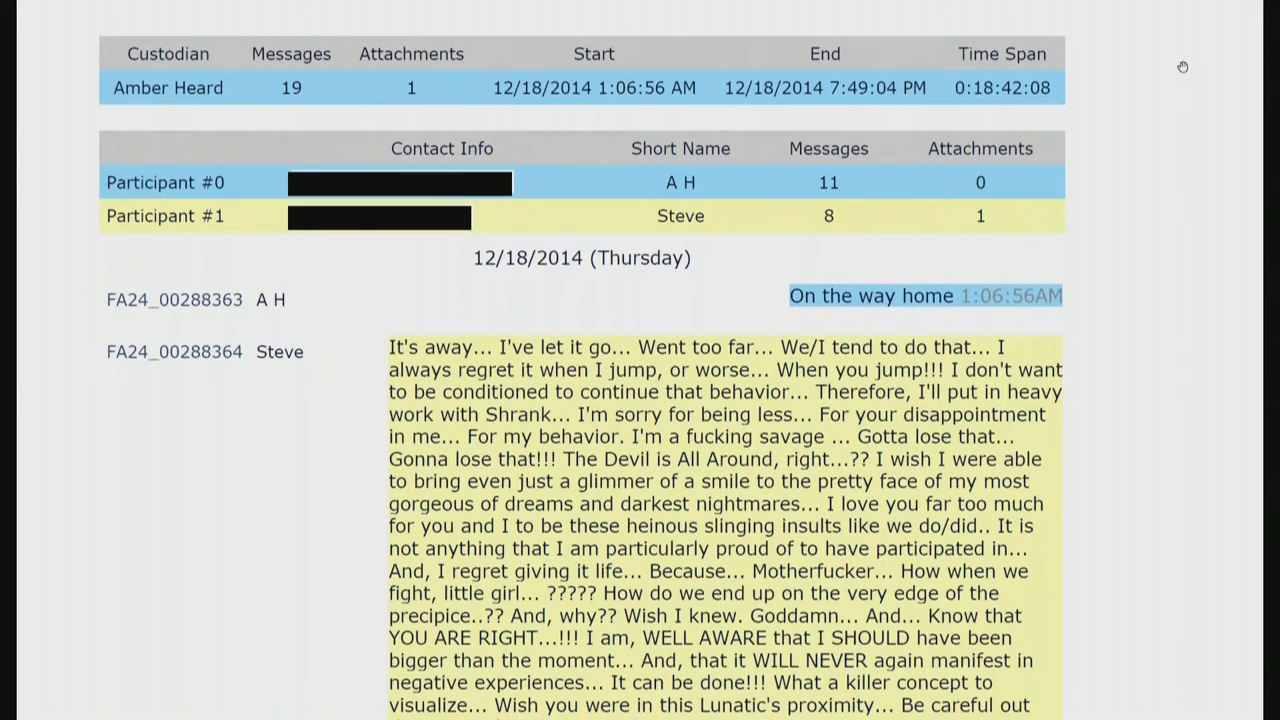 Custodian Messages Attachments Start End Time Span
Amber Heard 19 1 12/18/2014 1:06:56 AM 12/18/2014 7:49:04 PM 0:18:42:08
Contact Info Short Name Messages Attachments
Participant #0 A H 11 0
Participant #1 Steve 8 1
12/18/2014 (Thursday)
FA24_00288363 A H On the way home 1:06:56AM
FA24_00288364 Steve It's away... I've let it go... Went too far... We/I tend to do that... I
always regret it when I jump, or worse... When you jump!!! I don't want
to be conditioned to continue that behavior... Therefore, I'll put in heavy
work with Shrank... I'm sorry for being less... For your disappointment
in me... For my behavior. I'm a fucking savage ... Gotta lose that...
Gonna lose that!!! The Devil is All Around, right...?? I wish I were able
to bring even just a glimmer of a smile to the pretty face of my most
gorgeous of dreams and darkest nightmares... I love you far too much
for you and I to be these heinous slinging insults like we do/did.. It is
not anything that I am particularly proud of to have participated in...
And, I regret giving it life... Because... Motherfucker... How when we
fight, little girl... ????? How do we end up on the very edge of the
precipice..?? And, why?? Wish I knew. Goddamn... And... Know that
YOU ARE RIGHT...!!! I am, WELL AWARE that I SHOULD have been
bigger than the moment... And, that it WILL NEVER again manifest in
negative experiences... It can be done!!! What a killer concept to
visualize... Wish you were in this Lunatic's proximity... Be careful out